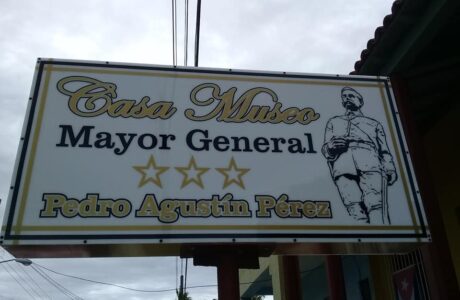 Casa Museo
Mayor General
Pedro Agustín Pérez